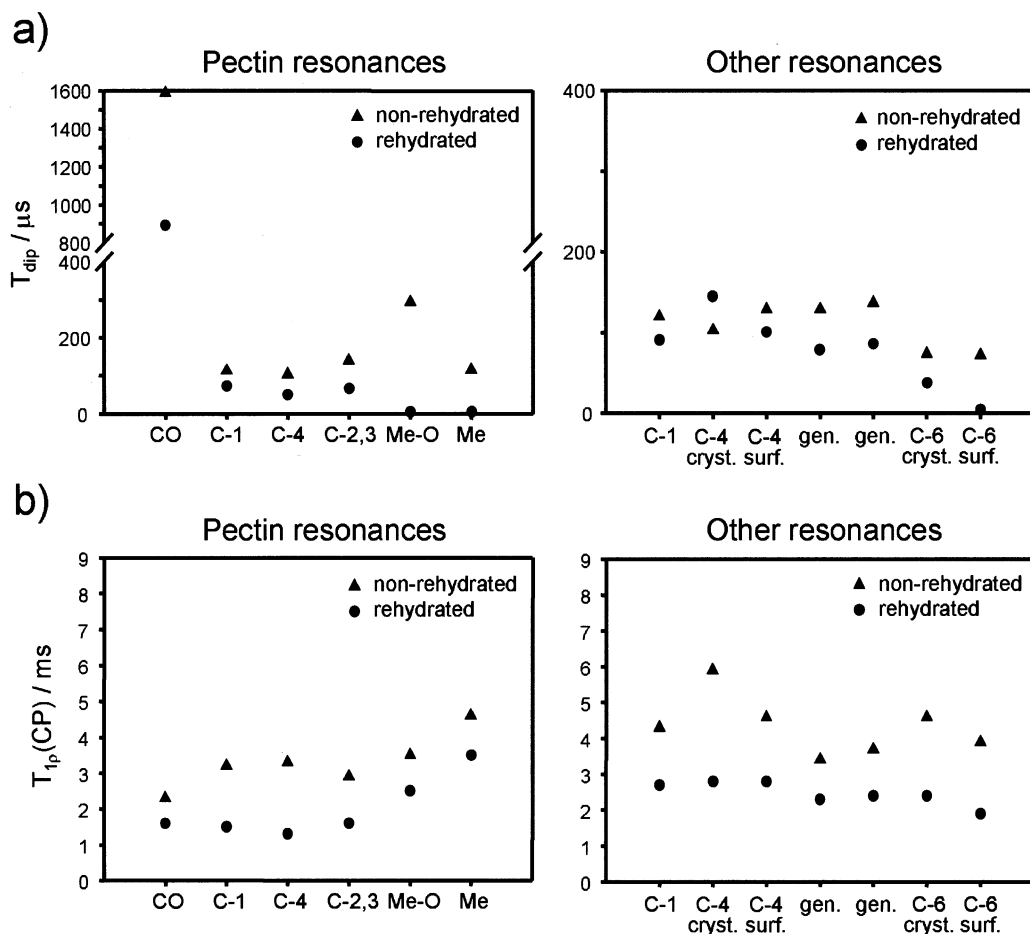 a)
Pectin resonances
Other resonances
T_dip / μs
1600
1400
1200
1000
800
400
200
0
▲ non-rehydrated
● rehydrated
CO C-1 C-4 C-2,3 Me-O Me
400
200
0
▲ non-rehydrated
● rehydrated
C-1 C-4 C-4 gen. gen. C-6 C-6
cryst. surf. cryst. surf.
b)
Pectin resonances
Other resonances
T_1ρ(CP) / ms
9
8
7
6
5
4
3
2
1
0
▲ non-rehydrated
● rehydrated
CO C-1 C-4 C-2,3 Me-O Me
9
8
7
6
5
4
3
2
1
0
▲ non-rehydrated
● rehydrated
C-1 C-4 C-4 gen. gen. C-6 C-6
cryst. surf. cryst. surf.